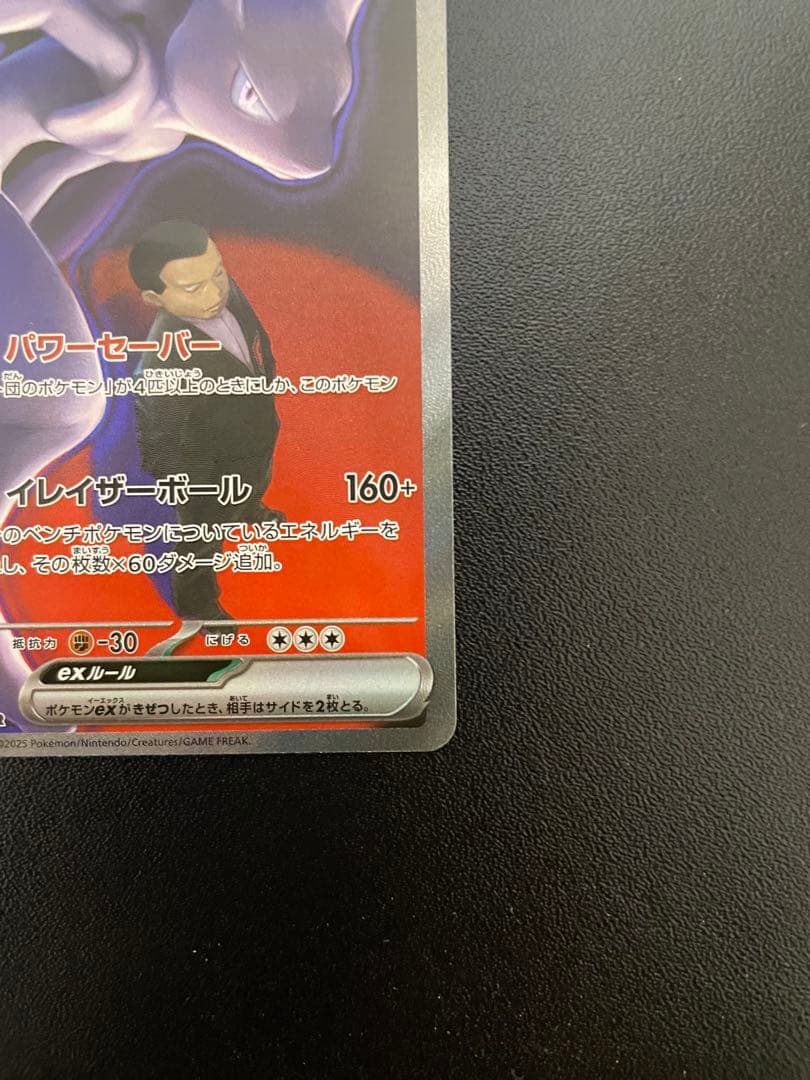 パワーセーバー
団のポケモン」が4匹以上のときにしか、このポケモン
イレイザーボール 160+
のベンチポケモンについているエネルギーを
し、その枚数×60ダメージ追加。
抵抗力 -30 にげる
exルール
ポケモンexがきぜつしたとき、相手はサイドを2枚とる。
R
©2025 Pokémon/Nintendo/Creatures/GAME FREAK.